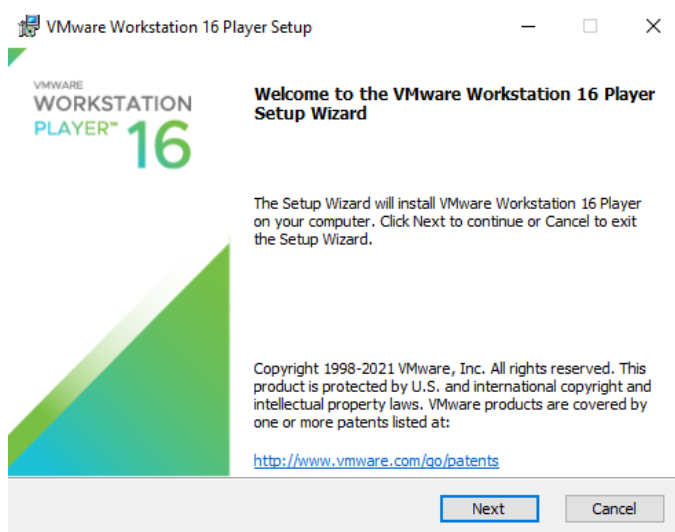 VMware Workstation 16 Player Setup
VMWARE
WORKSTATION
PLAYER™ 16
Welcome to the VMware Workstation 16 Player
Setup Wizard
The Setup Wizard will install VMware Workstation 16 Player
on your computer. Click Next to continue or Cancel to exit
the Setup Wizard.
Copyright 1998-2021 VMware, Inc. All rights reserved. This
product is protected by U.S. and international copyright and
intellectual property laws. VMware products are covered by
one or more patents listed at:
http://www.vmware.com/go/patents
Next Cancel